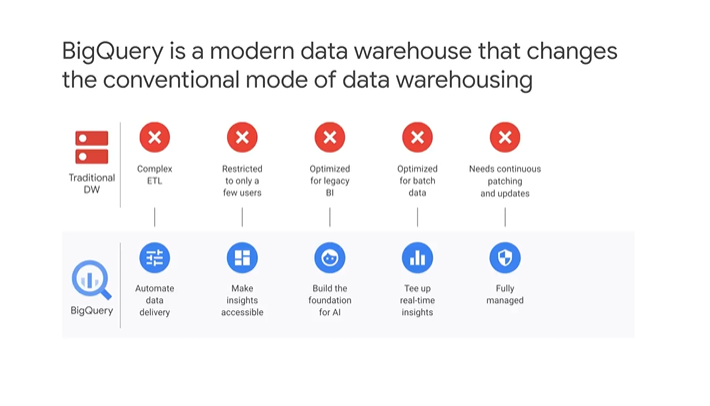 BigQuery is a modern data warehouse that changes
the conventional mode of data warehousing
Traditional
DW
Complex
ETL
Restricted
to only a
few users
Optimized
for legacy
BI
Optimized
for batch
data
Needs continuous
patching
and updates
BigQuery
Automate
data
delivery
Make
insights
accessible
Build the
foundation
for AI
Tee up
real-time
insights
Fully
managed